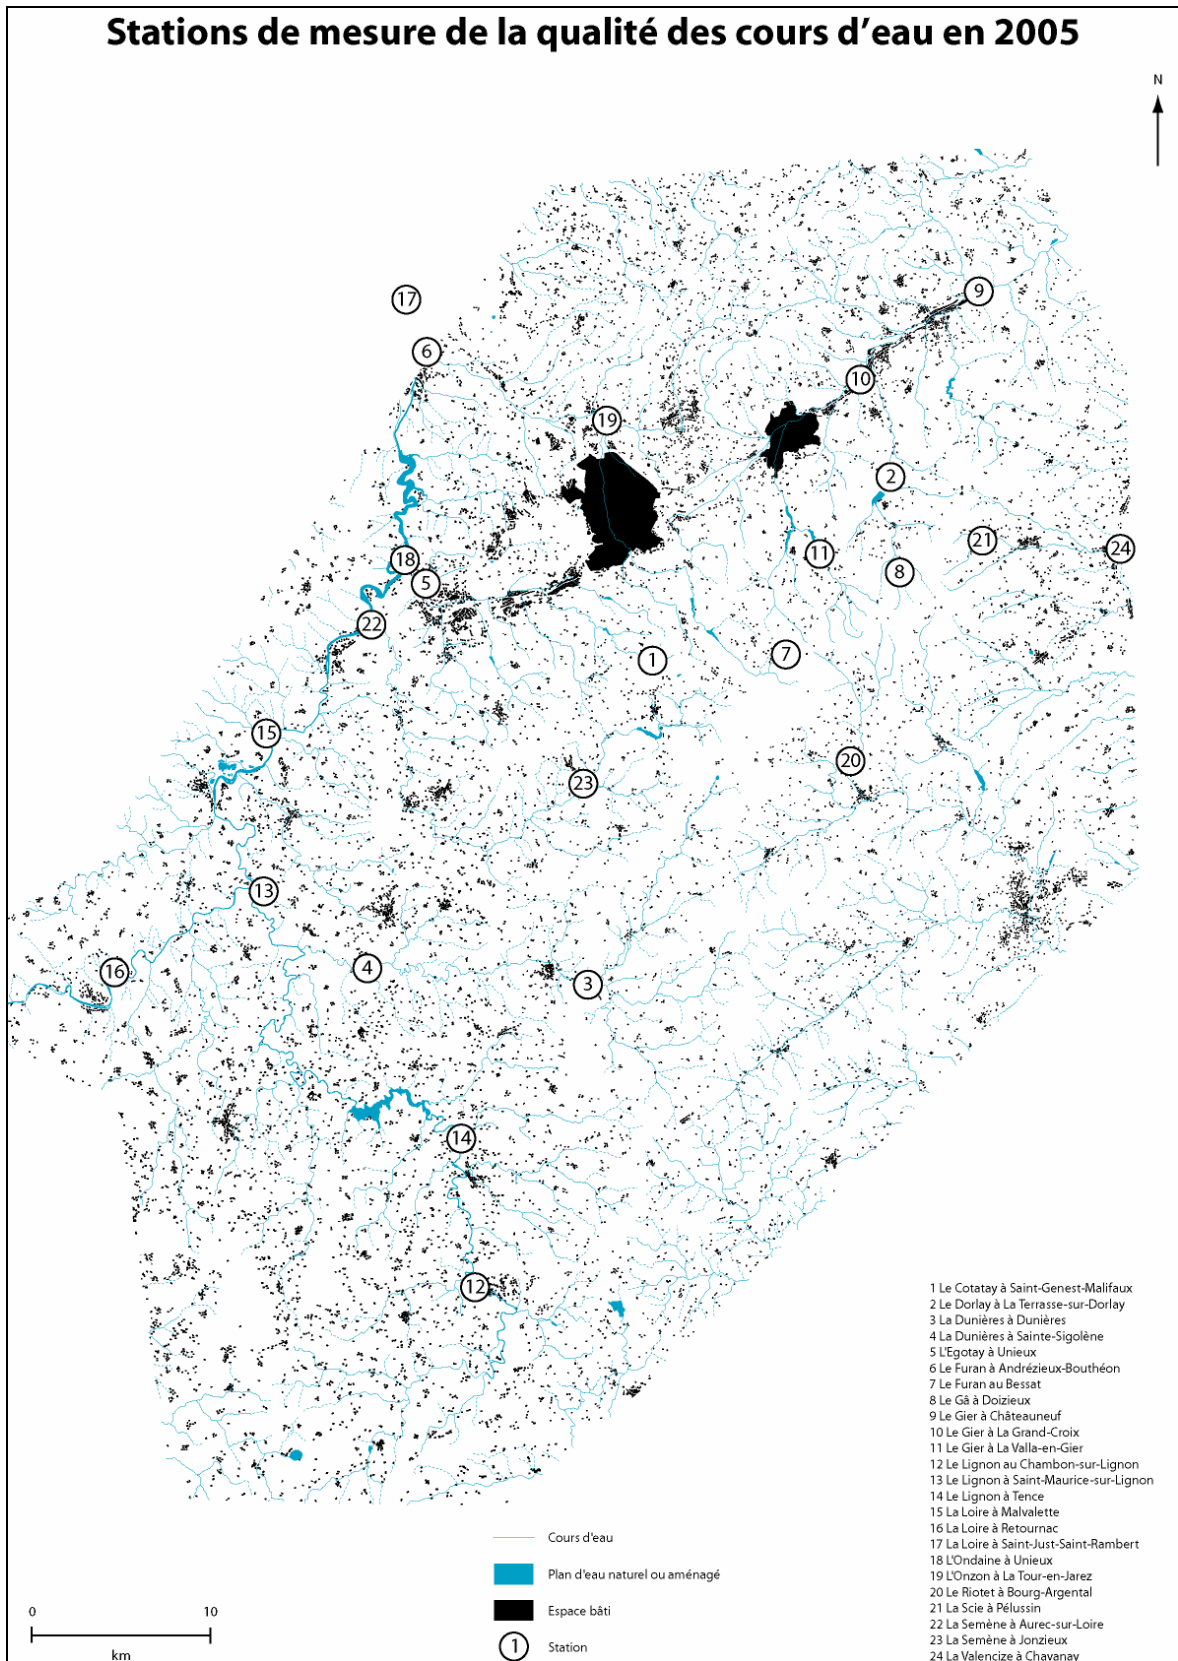 Stations de mesure de la qualité des cours d'eau en 2005
N
17
9
6
10
19
2
21
24
18
11
5
8
22
1
7
15
20
23
13
4
16
3
14
12
1 Le Cotatay à Saint-Genest-Malifaux
2 Le Dorlay à La Terrasse-sur-Dorlay
3 La Dunières à Dunières
4 La Dunières à Sainte-Sigolène
5 L'Egotay à Unieux
6 Le Furan à Andrézieux-Bouthéon
7 Le Furan au Bessat
8 Le Gâ à Doizieux
9 Le Gier à Châteauneuf
10 Le Gier à La Grand-Croix
11 Le Gier à La Valla-en-Gier
12 Le Lignon au Chambon-sur-Lignon
13 Le Lignon à Saint-Maurice-sur-Lignon
14 Le Lignon à Tence
15 La Loire à Malvalette
16 La Loire à Retournac
17 La Loire à Saint-Just-Saint-Rambert
18 L'Ondaine à Unieux
19 L'Onzon à La Tour-en-Jarez
20 Le Riotet à Bourg-Argental
21 La Scie à Pélussin
22 La Semène à Aurec-sur-Loire
23 La Semène à Jonzieux
24 La Valencize à Chavanay
Cours d'eau
Plan d'eau naturel ou aménagé
Espace bâti
1 Station
0 10
km